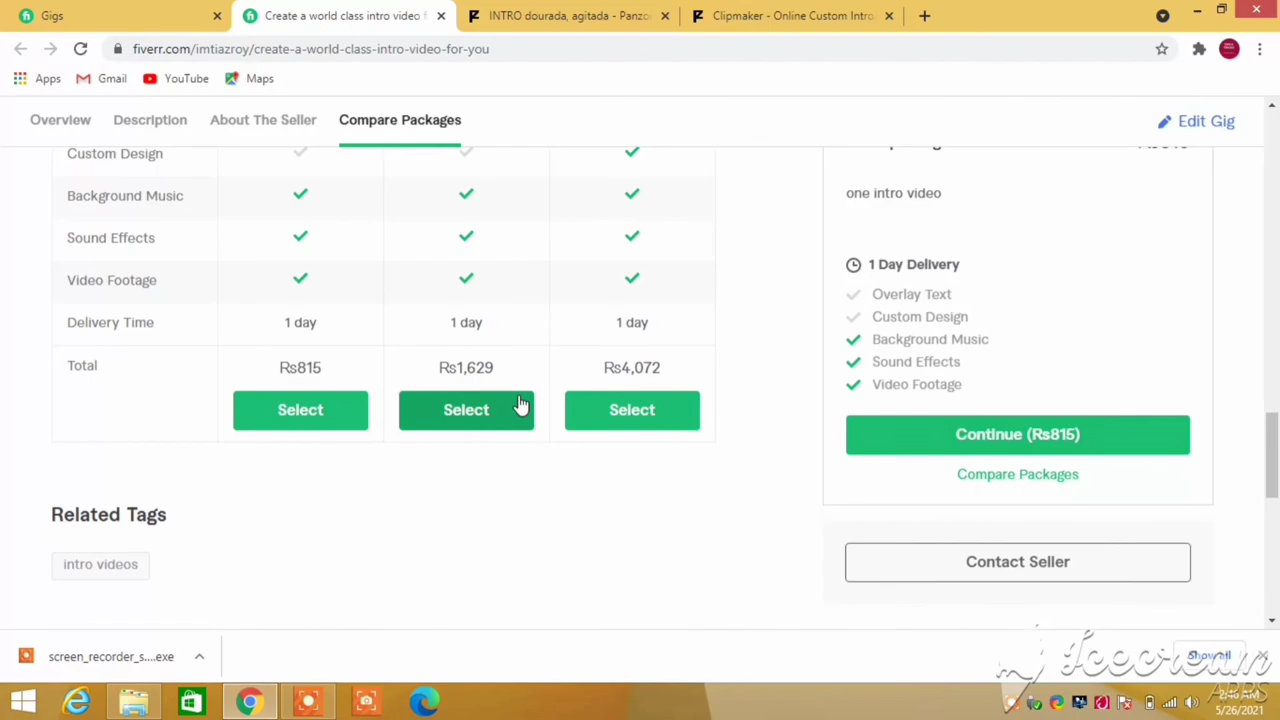 Gigs
Create a world class intro video f
INTRO dourada, agitada - Panzo
Clipmaker - Online Custom Intro
fiverr.com/imtiazroy/create-a-world-class-intro-video-for-you
Apps
Gmail
YouTube
Maps
Overview
Description
About The Seller
Compare Packages
Edit Gig
Custom Design
Background Music
Sound Effects
Video Footage
Delivery Time
1 day
1 day
1 day
Total
₨815
₨1,629
₨4,072
Select
Select
Select
one intro video
1 Day Delivery
Overlay Text
Custom Design
Background Music
Sound Effects
Video Footage
Continue (₨815)
Compare Packages
Contact Seller
Related Tags
intro videos
screen_recorder_s....exe
Show all
Icecream
APPS
2:46 AM
5/26/2021